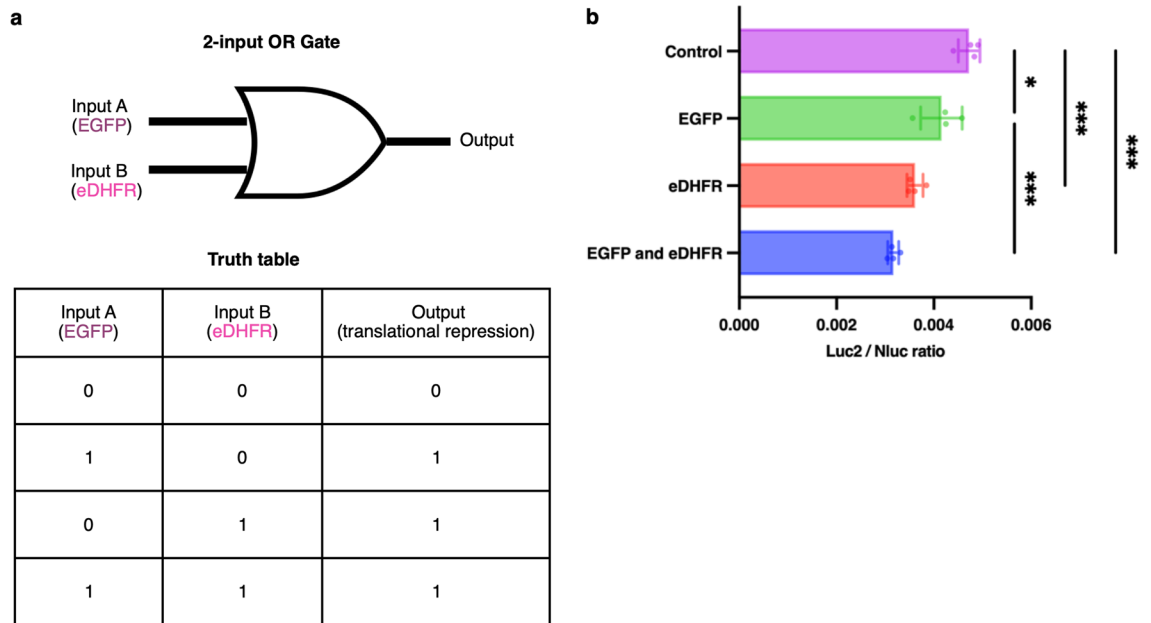 a
2-input OR Gate
Input A
(EGFP)
Input B
(eDHFR)
Output
Truth table
Input A
(EGFP)
Input B
(eDHFR)
Output
(translational repression)
0 0 0
1 0 1
0 1 1
1 1 1
b
Control
EGFP
eDHFR
EGFP and eDHFR
*
***
***
***
0.000 0.002 0.004 0.006
Luc2 / Nluc ratio